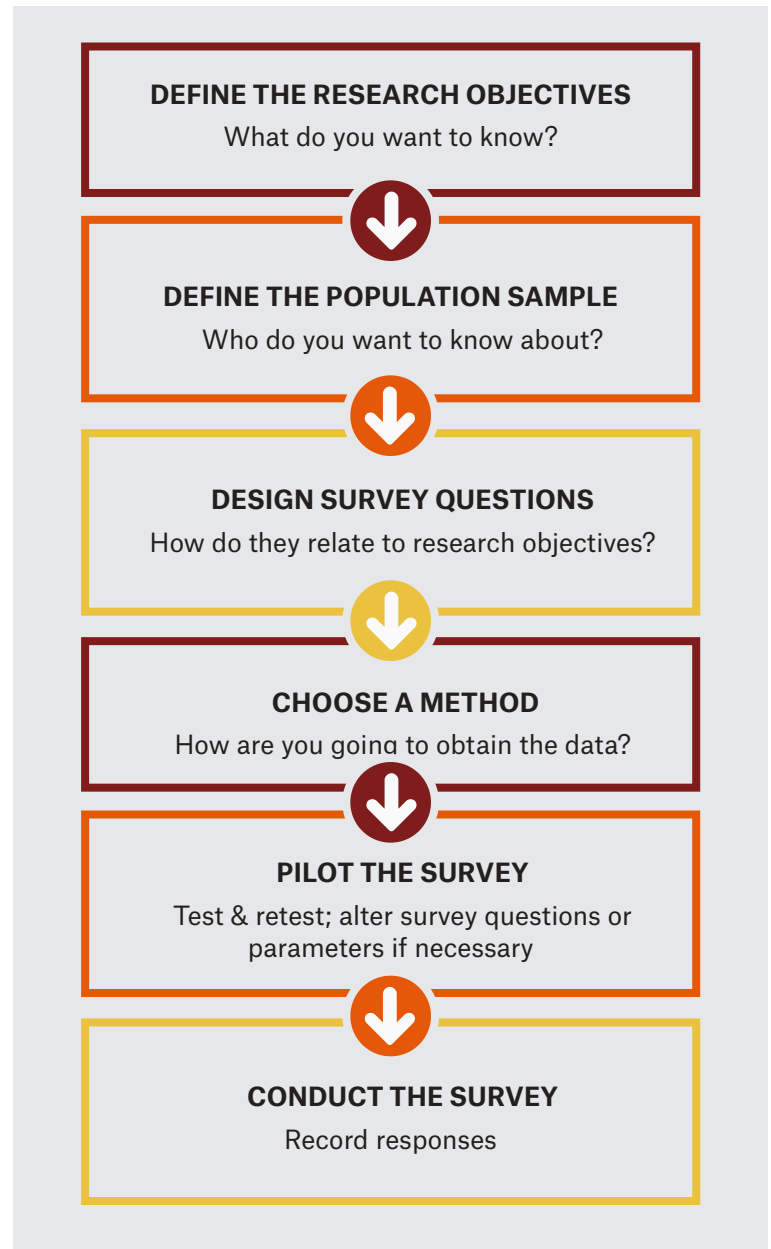 DEFINE THE RESEARCH OBJECTIVES
What do you want to know?
DEFINE THE POPULATION SAMPLE
Who do you want to know about?
DESIGN SURVEY QUESTIONS
How do they relate to research objectives?
CHOOSE A METHOD
How are you going to obtain the data?
PILOT THE SURVEY
Test & retest; alter survey questions or
parameters if necessary
CONDUCT THE SURVEY
Record responses